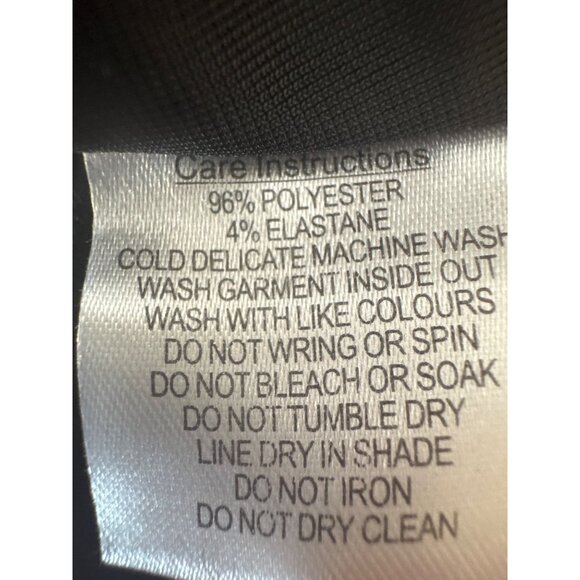 Care Instructions
96% POLYESTER
4% ELASTANE
COLD DELICATE MACHINE WASH
WASH GARMENT INSIDE OUT
WASH WITH LIKE COLOURS
DO NOT WRING OR SPIN
DO NOT BLEACH OR SOAK
DO NOT TUMBLE DRY
LINE DRY IN SHADE
DO NOT IRON
DO NOT DRY CLEAN